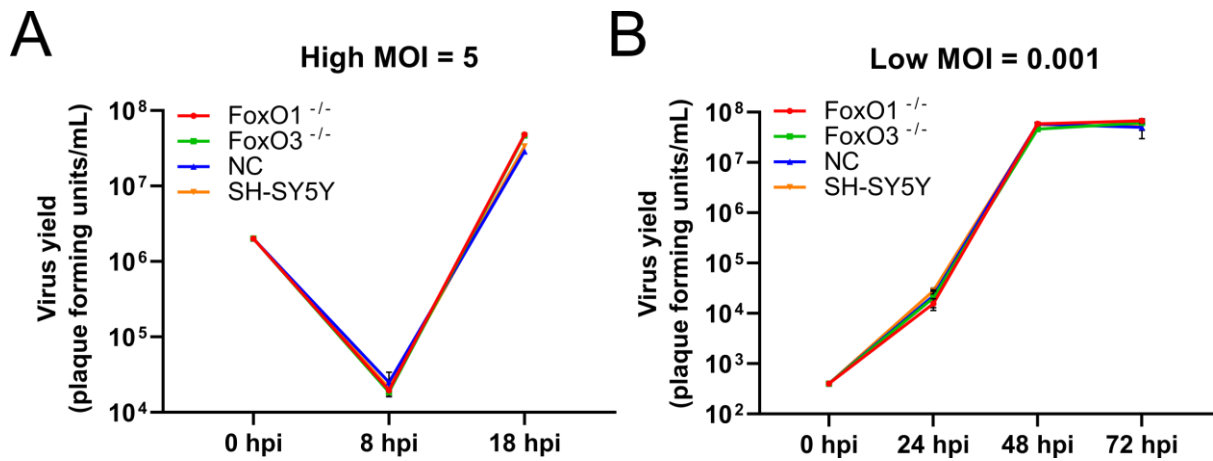 A
High MOI = 5
FoxO1 -/-
FoxO3 -/-
NC
SH-SY5Y
Virus yield
(plaque forming units/mL)
10^8
10^7
10^6
10^5
10^4
0 hpi
8 hpi
18 hpi
B
Low MOI = 0.001
FoxO1 -/-
FoxO3 -/-
NC
SH-SY5Y
Virus yield
(plaque forming units/mL)
10^8
10^7
10^6
10^5
10^4
10^3
10^2
0 hpi
24 hpi
48 hpi
72 hpi